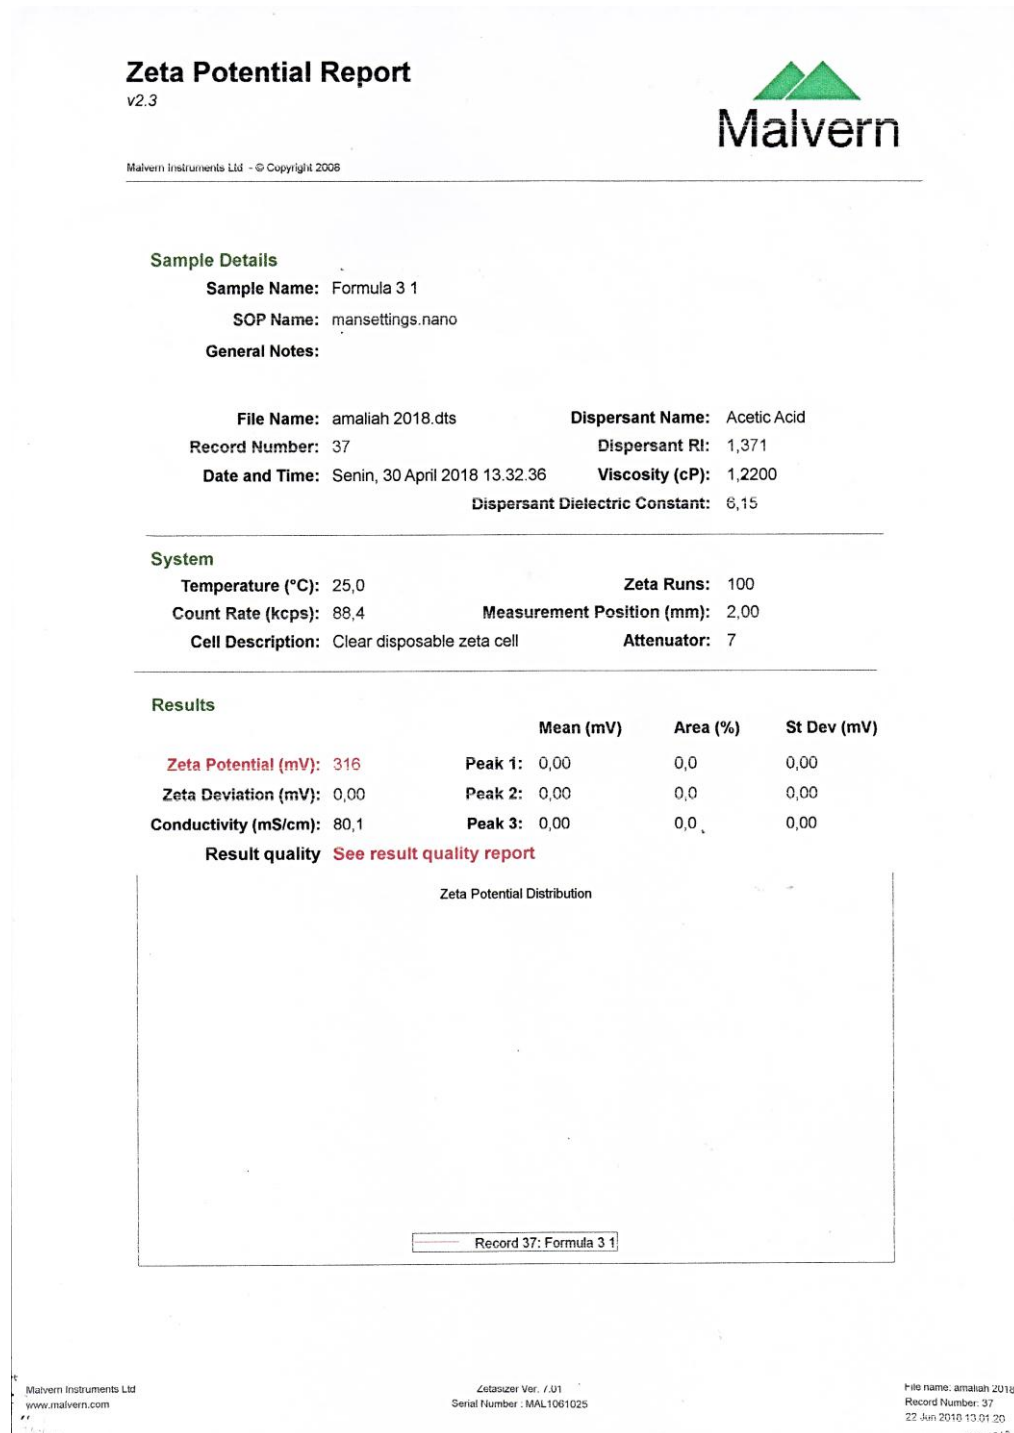 Zeta Potential Report
v2.3
Malvern
Malvern Instruments Ltd - © Copyright 2008
Sample Details
Sample Name: Formula 3 1
SOP Name: mansettings.nano
General Notes:
File Name: amaliah 2018.dts Dispersant Name: Acetic Acid
Record Number: 37 Dispersant RI: 1,371
Date and Time: Senin, 30 April 2018 13.32.36 Viscosity (cP): 1,2200
Dispersant Dielectric Constant: 6,15
System
Temperature (°C): 25,0 Zeta Runs: 100
Count Rate (kcps): 88,4 Measurement Position (mm): 2,00
Cell Description: Clear disposable zeta cell Attenuator: 7
Results
Mean (mV) Area (%) St Dev (mV)
Zeta Potential (mV): 316 Peak 1: 0,00 0,0 0,00
Zeta Deviation (mV): 0,00 Peak 2: 0,00 0,0 0,00
Conductivity (mS/cm): 80,1 Peak 3: 0,00 0,0 0,00
Result quality See result quality report
Zeta Potential Distribution
Record 37: Formula 3 1
Malvern Instruments Ltd Zetasizer Ver. 7.01 File name: amaliah 2018
www.malvern.com Serial Number : MAL1061025 Record Number: 37
22 Jun 2018 13.01.20